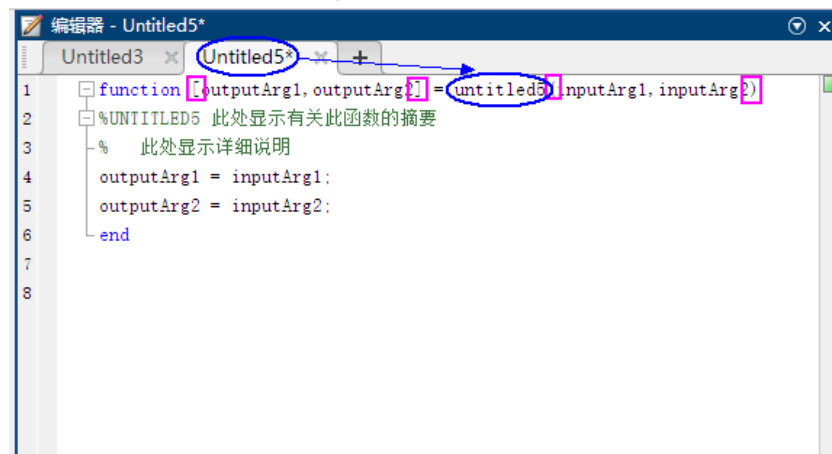 编辑器 - Untitled5*
Untitled3 × Untitled5* × +
1 function [outputArg1,outputArg2] = untitled5(inputArg1,inputArg2)
2 %UNTITLED5 此处显示有关此函数的摘要
3 %   此处显示详细说明
4 outputArg1 = inputArg1;
5 outputArg2 = inputArg2;
6 end
7
8